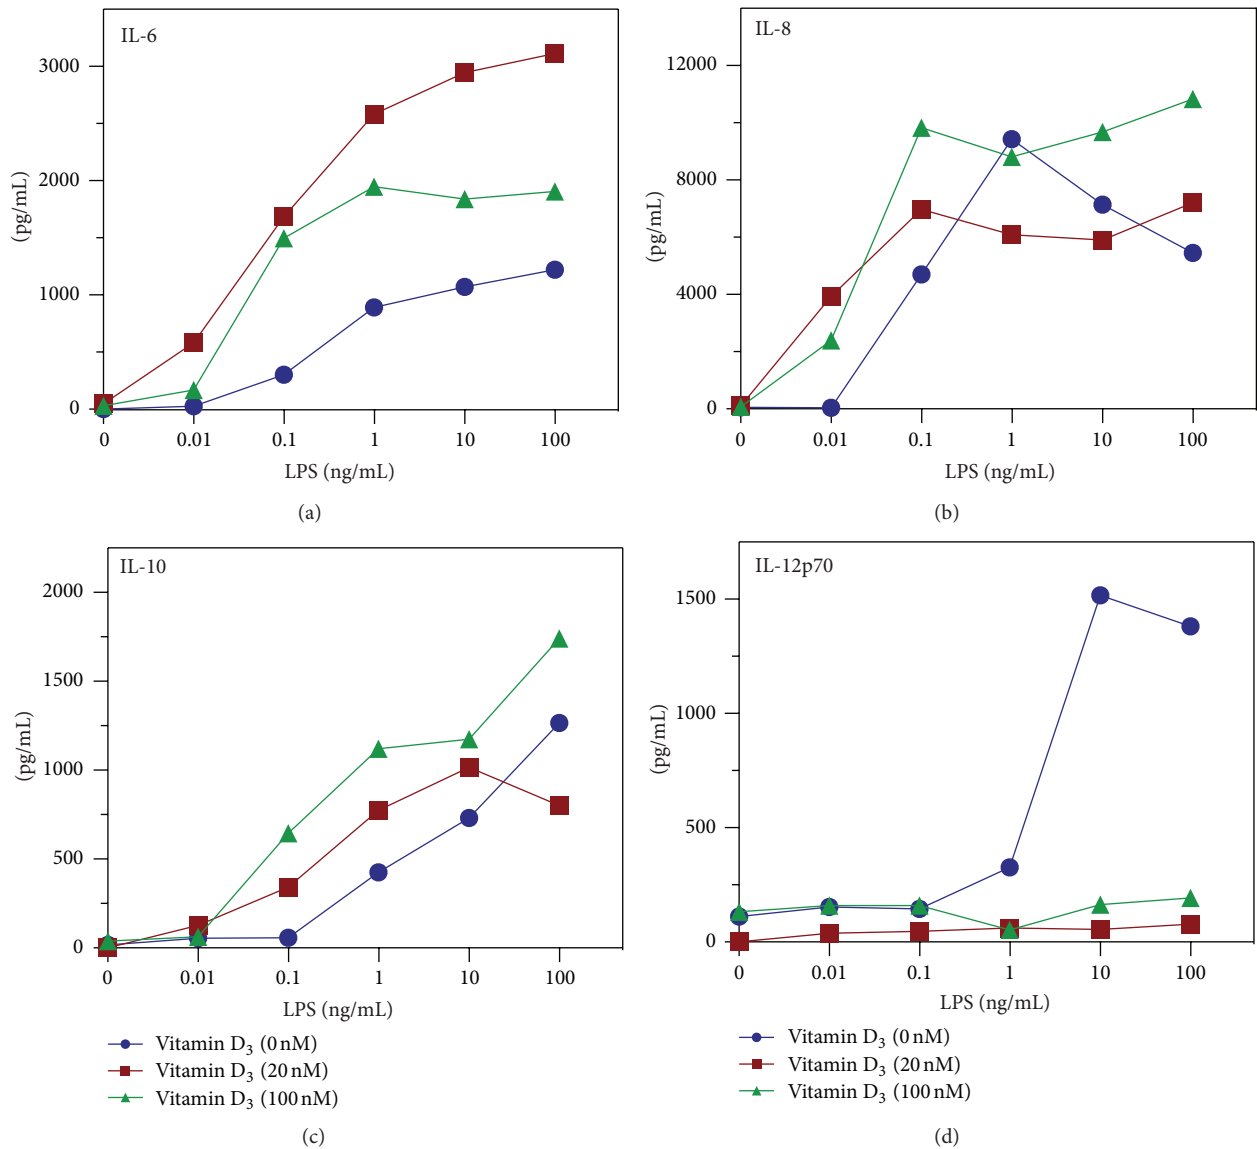 IL-6
3000
2000
1000
0
(pg/mL)
0 0.01 0.1 1 10 100
LPS (ng/mL)
(a)
IL-8
12000
8000
4000
0
(pg/mL)
0 0.01 0.1 1 10 100
LPS (ng/mL)
(b)
IL-10
2000
1500
1000
500
0
(pg/mL)
0 0.01 0.1 1 10 100
LPS (ng/mL)
Vitamin D₃ (0 nM)
Vitamin D₃ (20 nM)
Vitamin D₃ (100 nM)
(c)
IL-12p70
1500
1000
500
0
(pg/mL)
0 0.01 0.1 1 10 100
LPS (ng/mL)
Vitamin D₃ (0 nM)
Vitamin D₃ (20 nM)
Vitamin D₃ (100 nM)
(d)